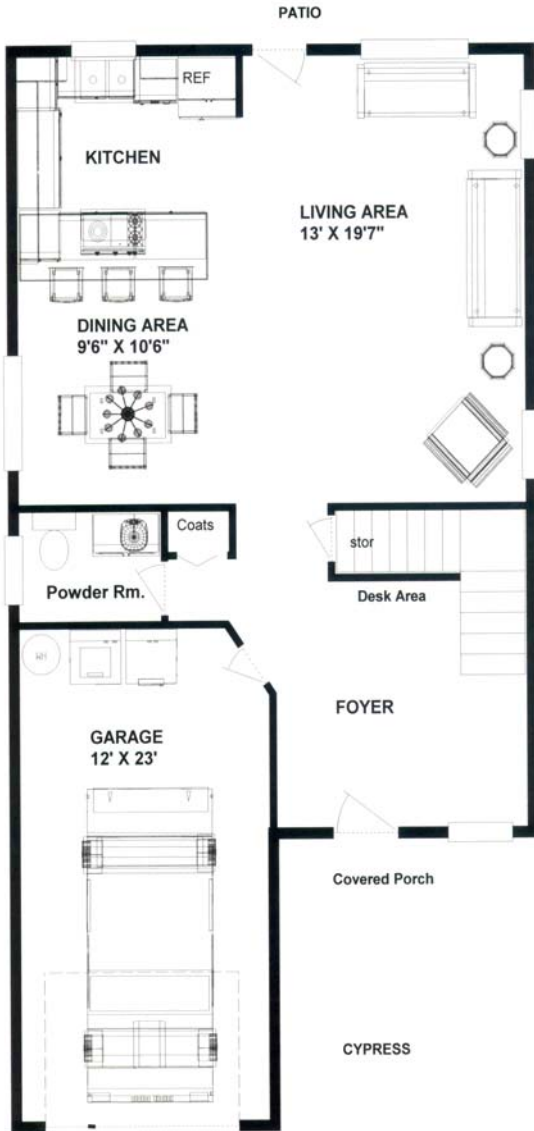 PATIO
REF
KITCHEN
LIVING AREA
13' X 19'7"
DINING AREA
9'6" X 10'6"
Coats
stor
Powder Rm.
Desk Area
WH
FOYER
GARAGE
12' X 23'
Covered Porch
CYPRESS